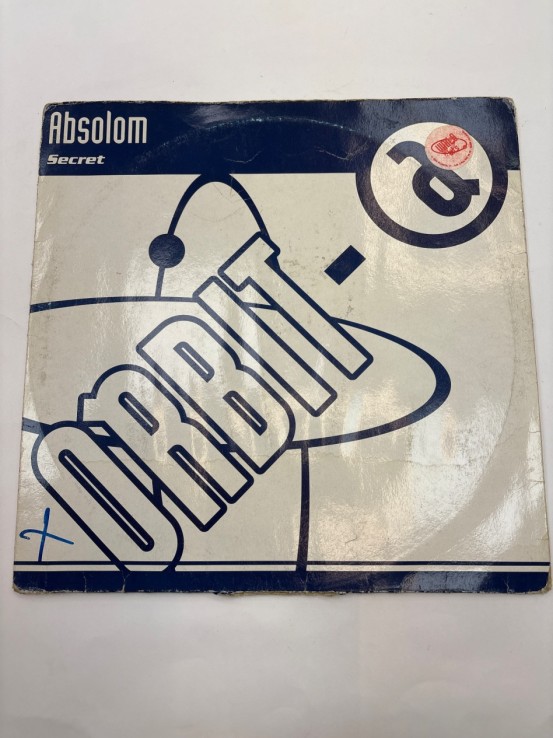 Absolom
Secret
a
ORBIT
x